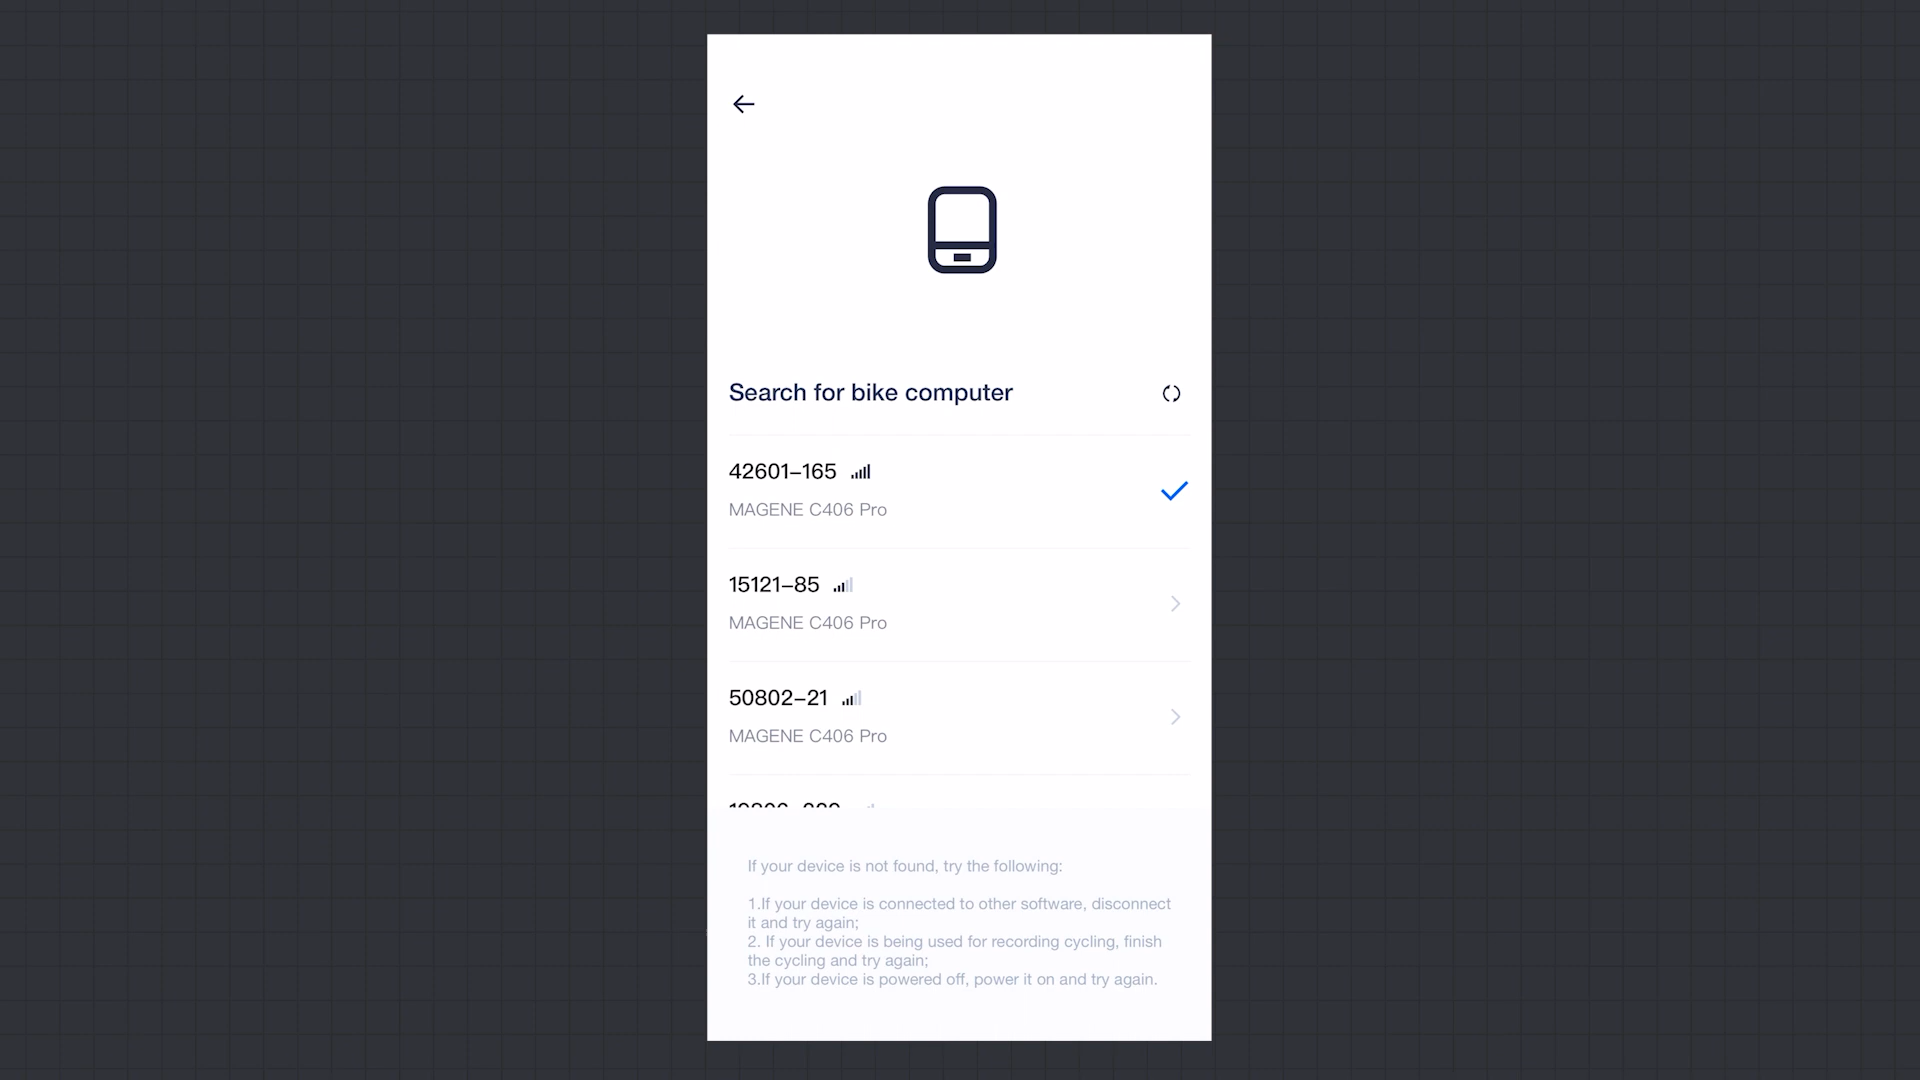 Search for bike computer
42601–165
MAGENE C406 Pro
15121–85
MAGENE C406 Pro
50802–21
MAGENE C406 Pro
If your device is not found, try the following:
1.If your device is connected to other software, disconnect
it and try again;
2. If your device is being used for recording cycling, finish
the cycling and try again;
3.If your device is powered off, power it on and try again.